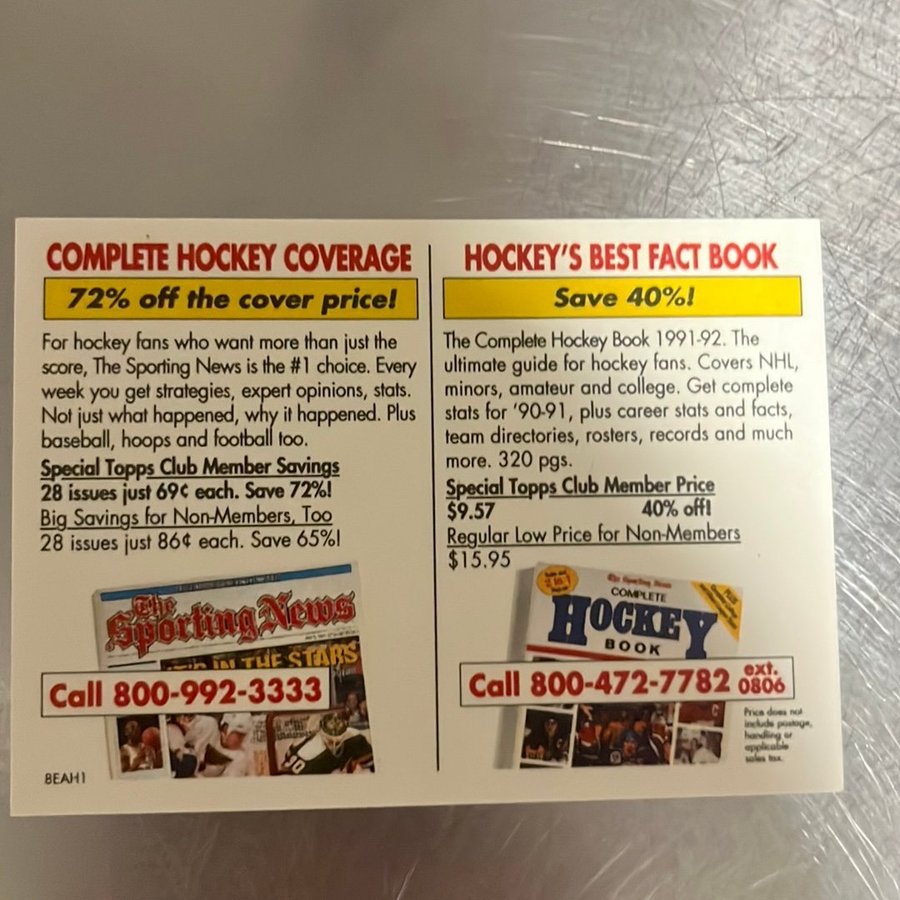 COMPLETE HOCKEY COVERAGE
72% off the cover price!
For hockey fans who want more than just the
score, The Sporting News is the #1 choice. Every
week you get strategies, expert opinions, stats.
Not just what happened, why it happened. Plus
baseball, hoops and football too.
Special Topps Club Member Savings
28 issues just 69¢ each. Save 72%!
Big Savings for Non-Members, Too
28 issues just 86¢ each. Save 65%!
The
Sporting News
IN THE STARS
Call 800-992-3333
8EAH1
HOCKEY'S BEST FACT BOOK
Save 40%!
The Complete Hockey Book 1991-92. The
ultimate guide for hockey fans. Covers NHL,
minors, amateur and college. Get complete
stats for '90-91, plus career stats and facts,
team directories, rosters, records and much
more. 320 pgs.
Special Topps Club Member Price
$9.57 40% off!
Regular Low Price for Non-Members
$15.95
The Sporting News
COMPLETE
HOCKEY
BOOK
Call 800-472-7782 ext. 0806
Price does not
include postage,
handling or
applicable
sales tax.